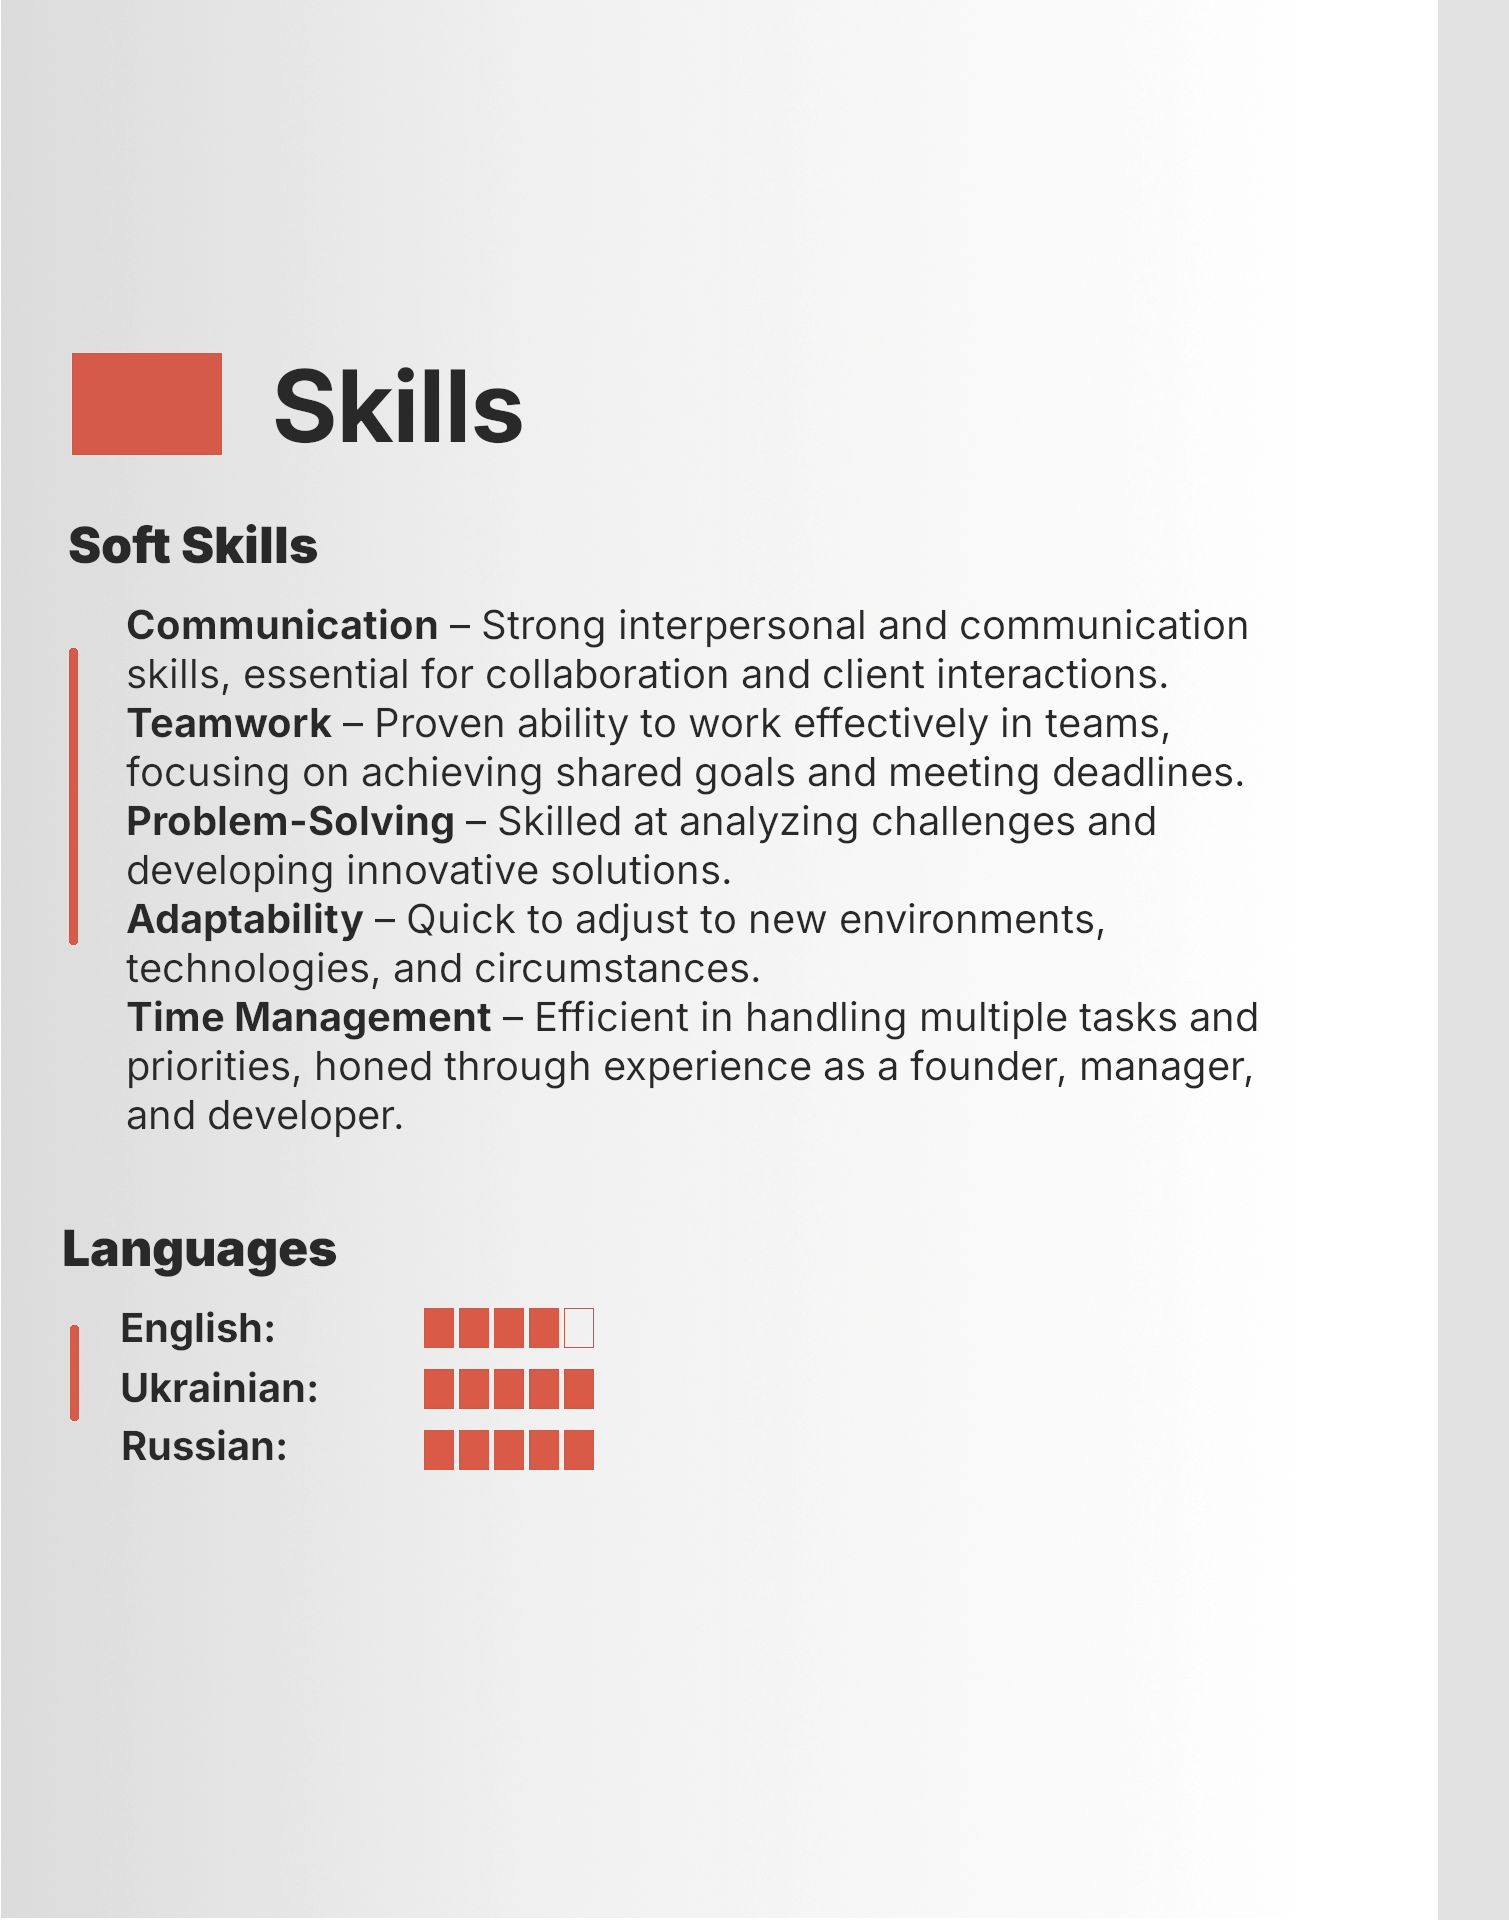 Skills
Soft Skills
Communication – Strong interpersonal and communication
skills, essential for collaboration and client interactions.
Teamwork – Proven ability to work effectively in teams,
focusing on achieving shared goals and meeting deadlines.
Problem-Solving – Skilled at analyzing challenges and
developing innovative solutions.
Adaptability – Quick to adjust to new environments,
technologies, and circumstances.
Time Management – Efficient in handling multiple tasks and
priorities, honed through experience as a founder, manager,
and developer.
Languages
English:
Ukrainian:
Russian: